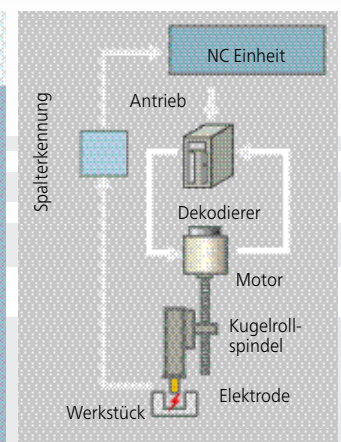 NC Einheit
Antrieb
Spalterkennung
Dekodierer
Motor
Kugelroll-
spindel
Elektrode
Werkstück